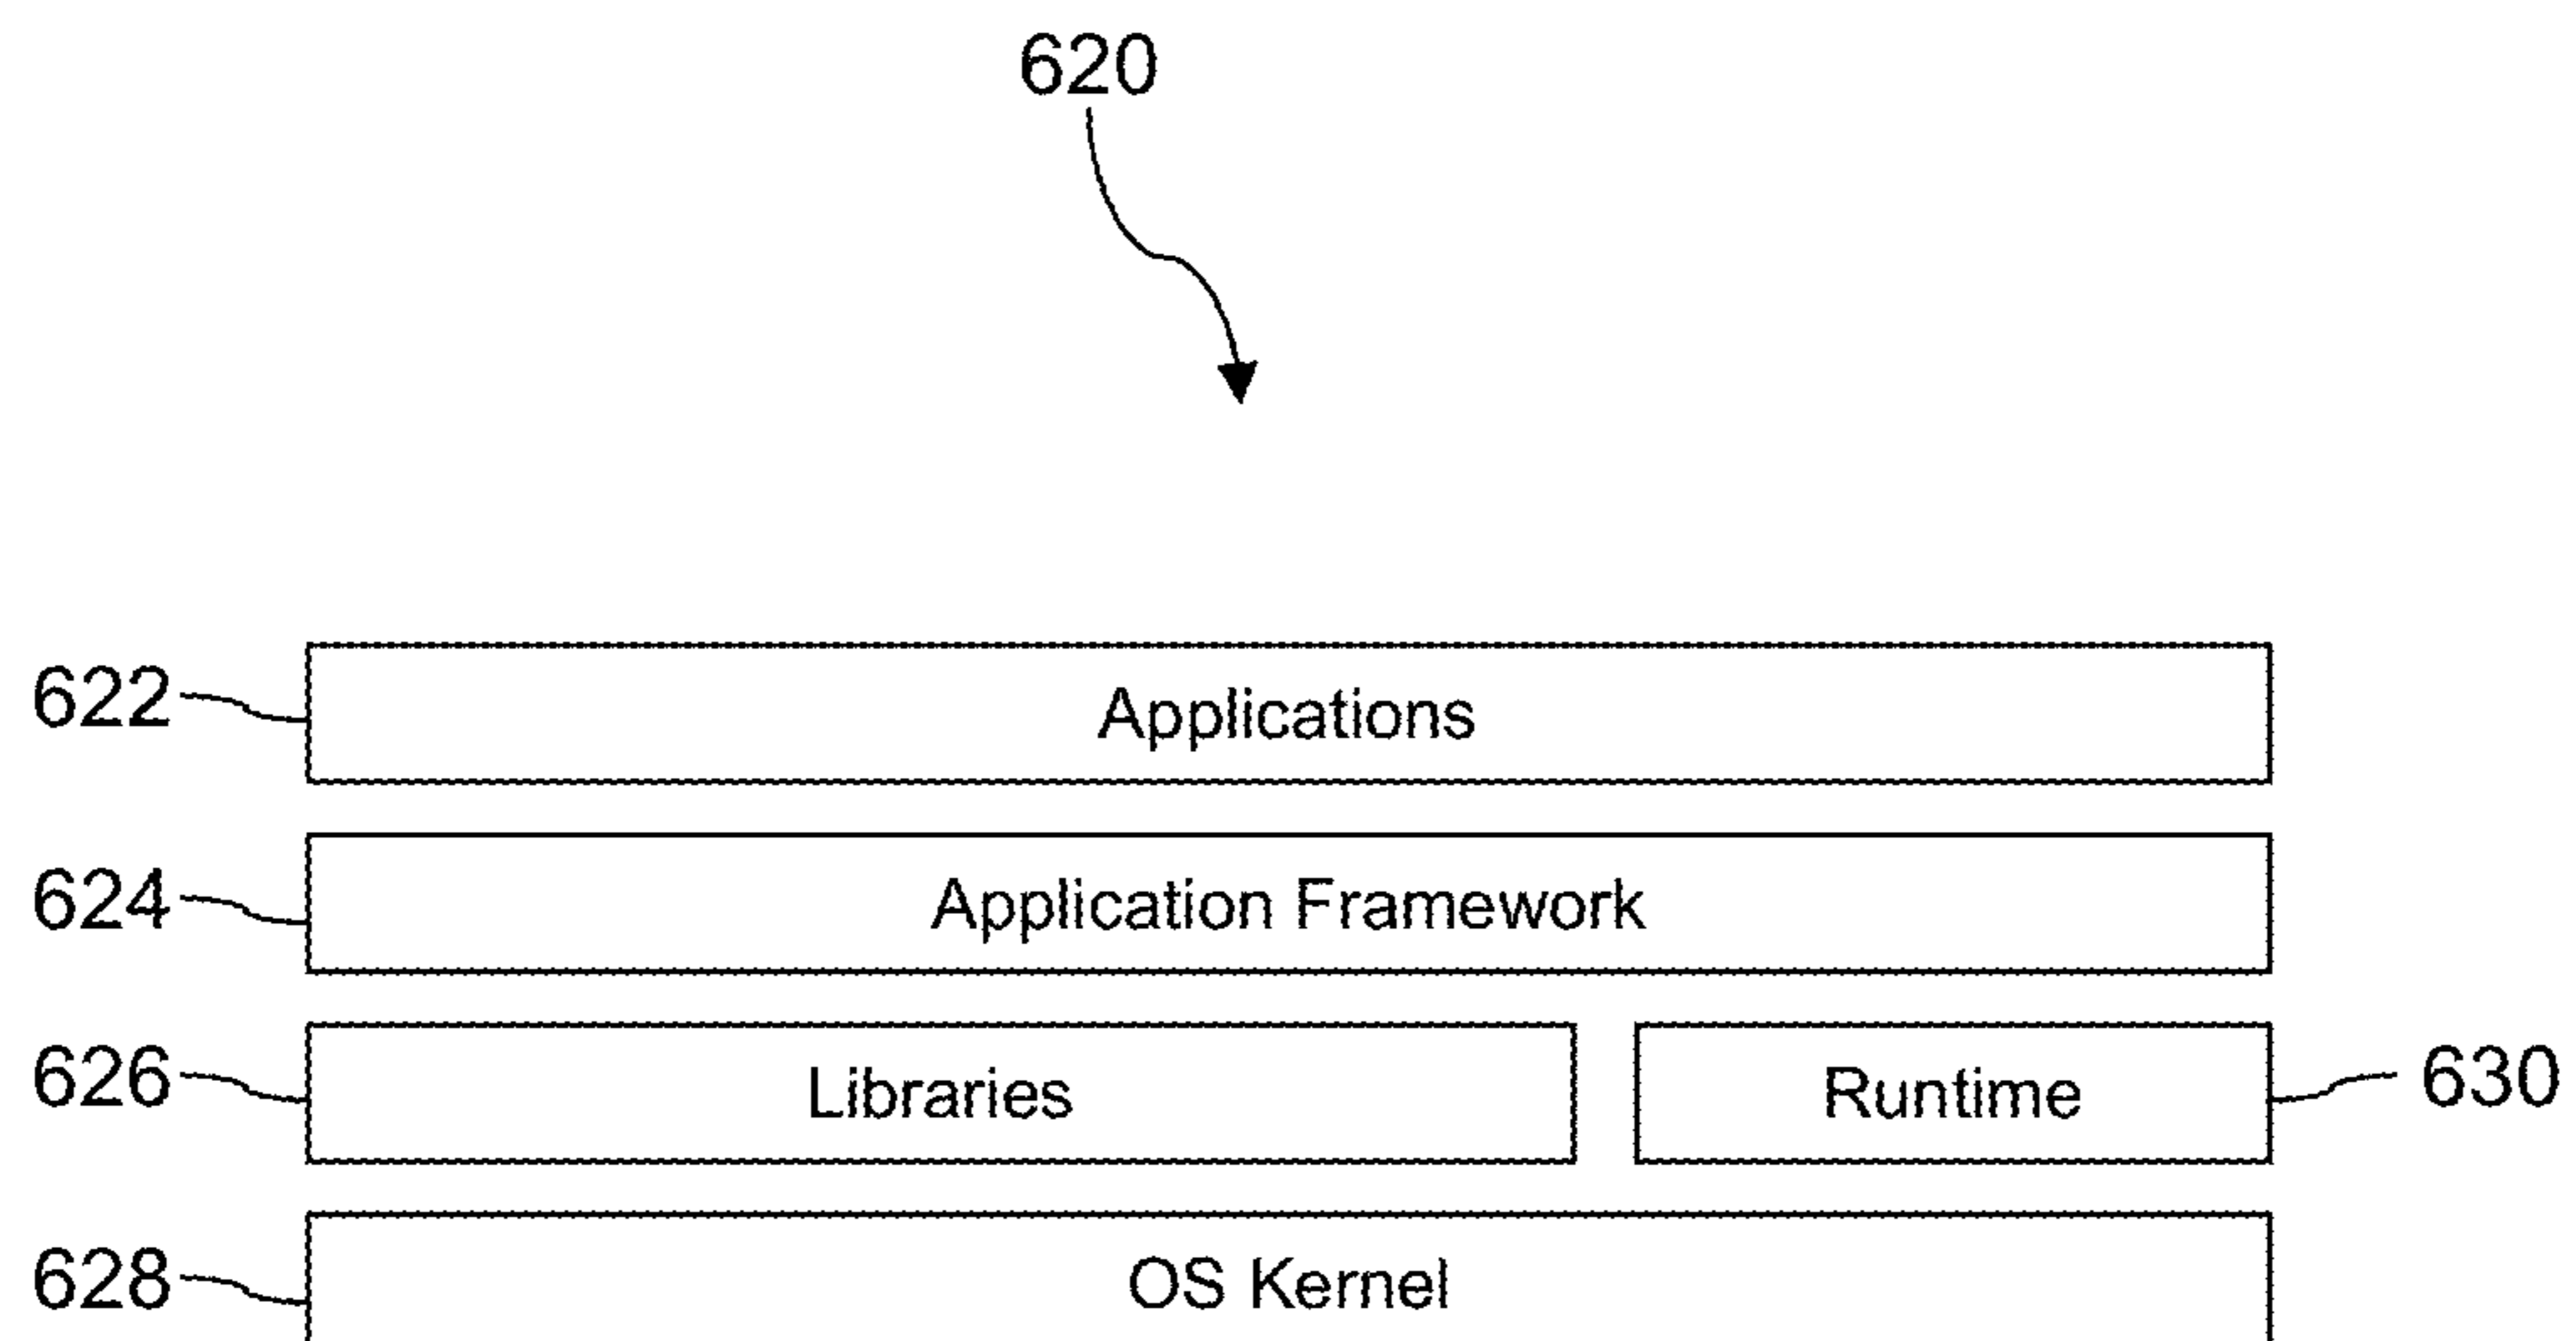 620
622 Applications
624 Application Framework
626 Libraries Runtime 630
628 OS Kernel